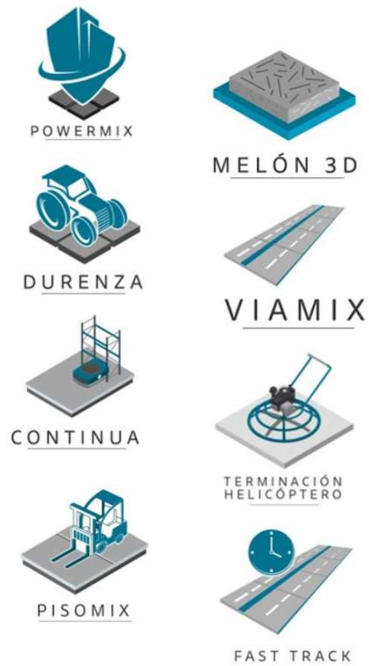 POWERMIX
MELÓN 3D
DURENZA
VIAMIX
CONTINUA
TERMINACIÓN
HELICÓPTERO
PISOMIX
FAST TRACK